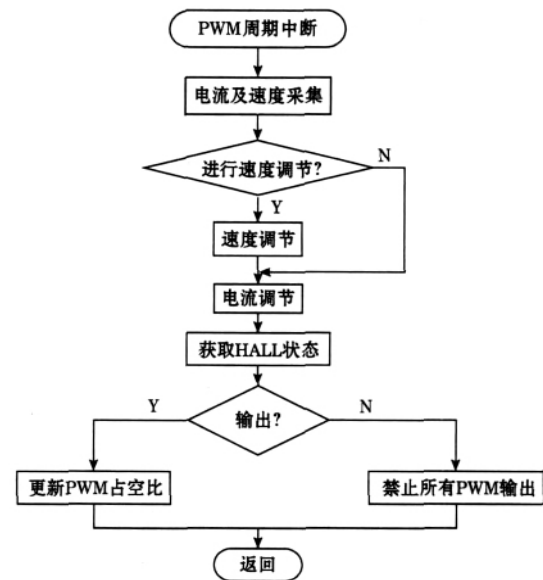 PWM周期中断
电流及速度采集
进行速度调节?
N
Y
速度调节
电流调节
获取HALL状态
Y
输出?
N
更新PWM占空比
禁止所有PWM输出
返回